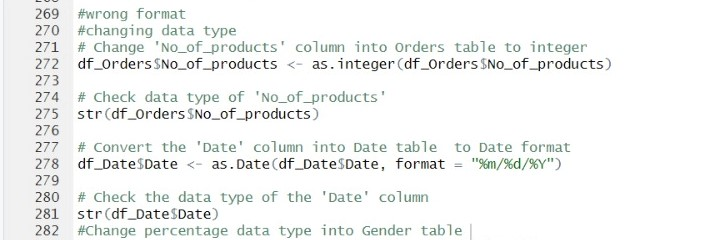 269 #wrong format
270 #changing data type
271 # Change 'No_of_products' column into Orders table to integer
272 df_Orders$No_of_products <- as.integer(df_Orders$No_of_products)
273
274 # Check data type of 'No_of_products'
275 str(df_Orders$No_of_products)
276
277 # Convert the 'Date' column into Date table  to Date format
278 df_Date$Date <- as.Date(df_Date$Date, format = "%m/%d/%Y")
279
280 # Check the data type of the 'Date' column
281 str(df_Date$Date)
282 #Change percentage data type into Gender table